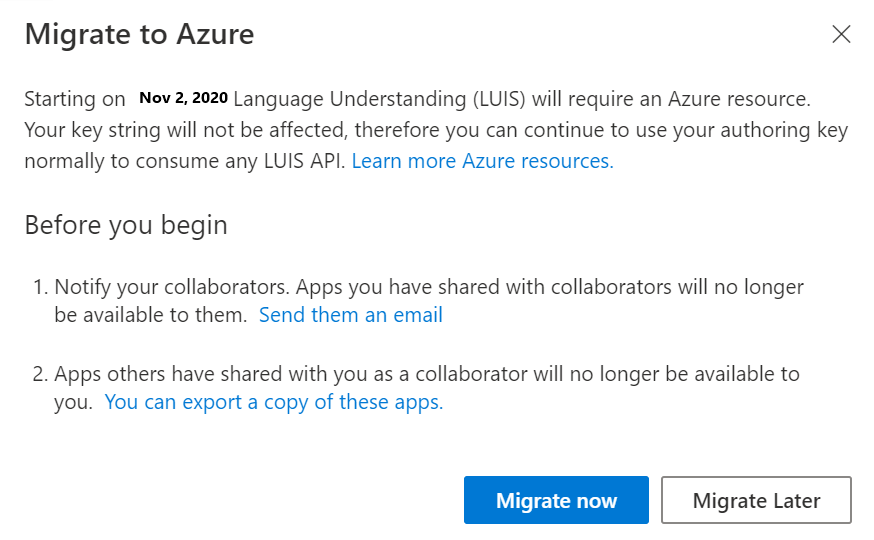 Migrate to Azure
Starting on Nov 2, 2020 Language Understanding (LUIS) will require an Azure resource.
Your key string will not be affected, therefore you can continue to use your authoring key
normally to consume any LUIS API. Learn more Azure resources.
Before you begin
1. Notify your collaborators. Apps you have shared with collaborators will no longer
be available to them. Send them an email
2. Apps others have shared with you as a collaborator will no longer be available to
you. You can export a copy of these apps.
Migrate now
Migrate Later